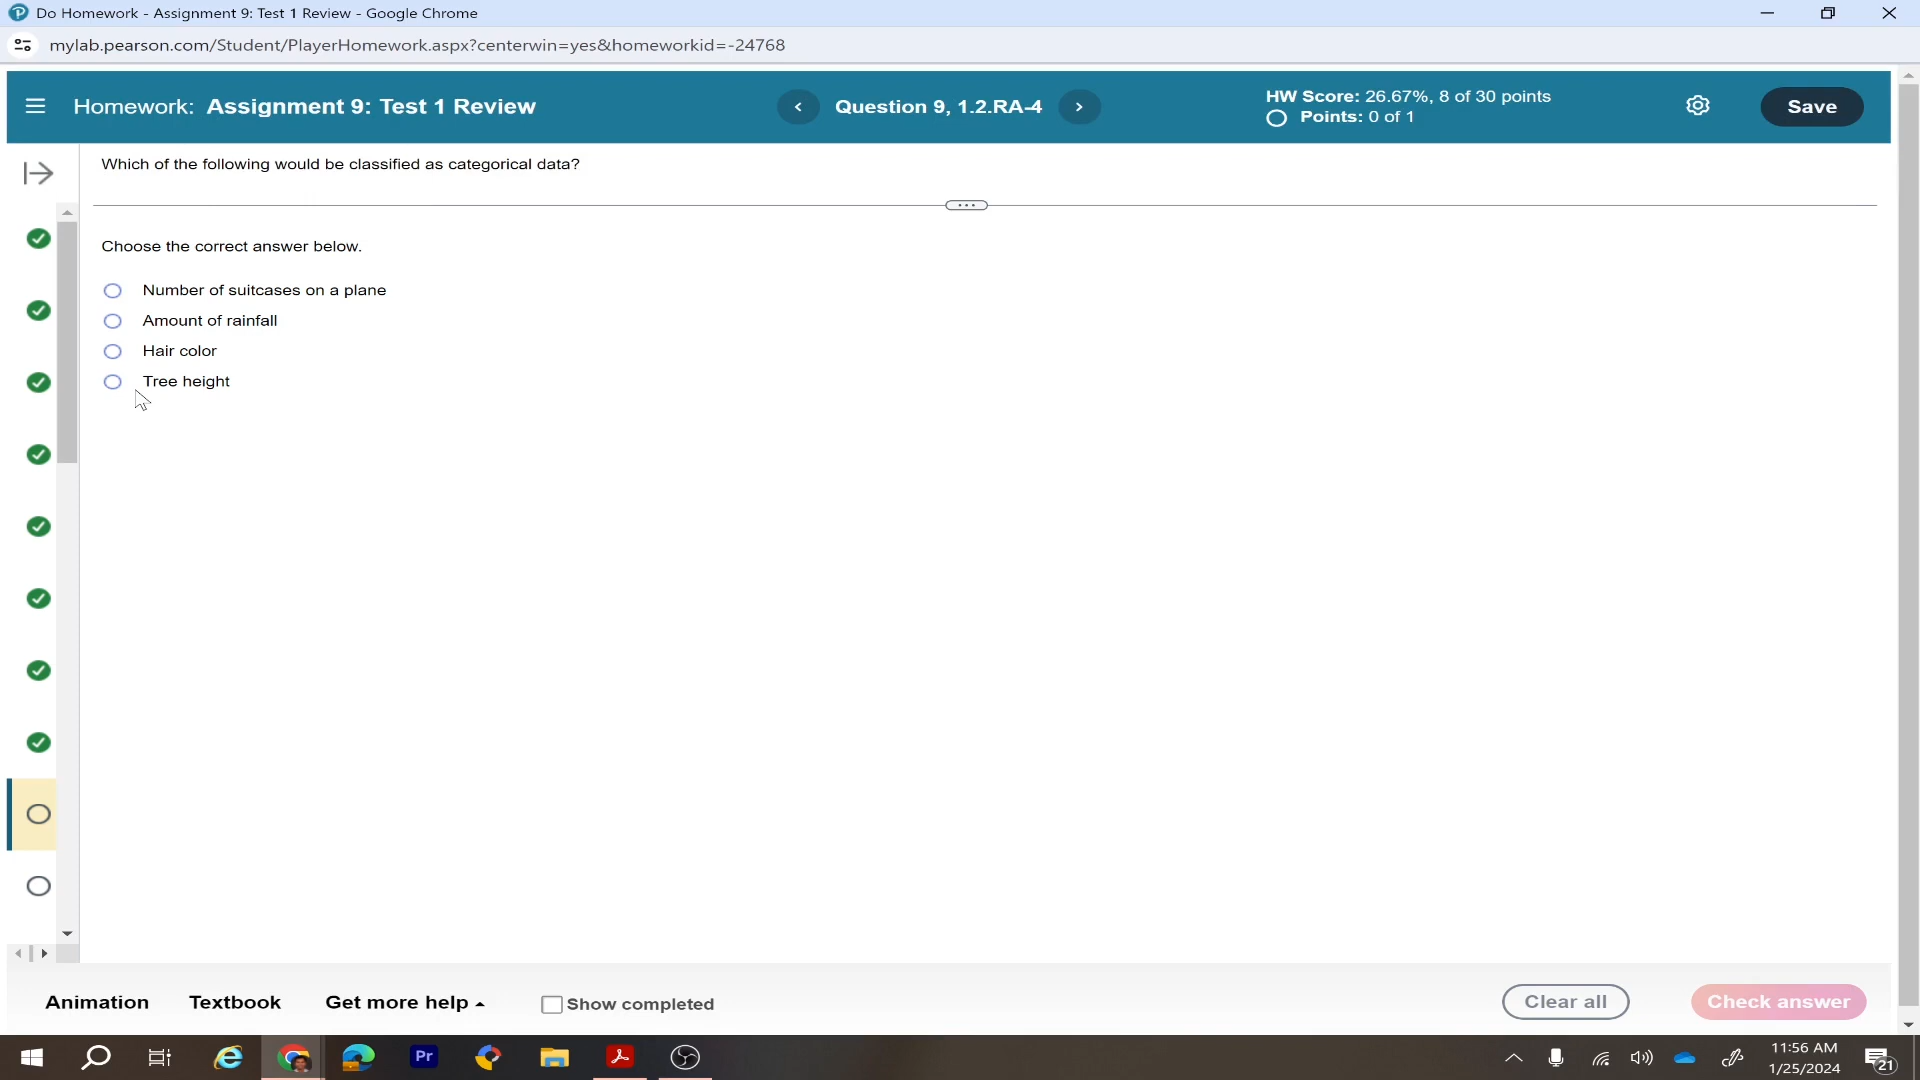 Do Homework - Assignment 9: Test 1 Review - Google Chrome
mylab.pearson.com/Student/PlayerHomework.aspx?centerwin=yes&homeworkid=-24768
Homework: Assignment 9: Test 1 Review
Question 9, 1.2.RA-4
HW Score: 26.67%, 8 of 30 points
Points: 0 of 1
Save
Which of the following would be classified as categorical data?
Choose the correct answer below.
Number of suitcases on a plane
Amount of rainfall
Hair color
Tree height
Animation
Textbook
Get more help
Show completed
Clear all
Check answer
Pr
11:56 AM
1/25/2024
21